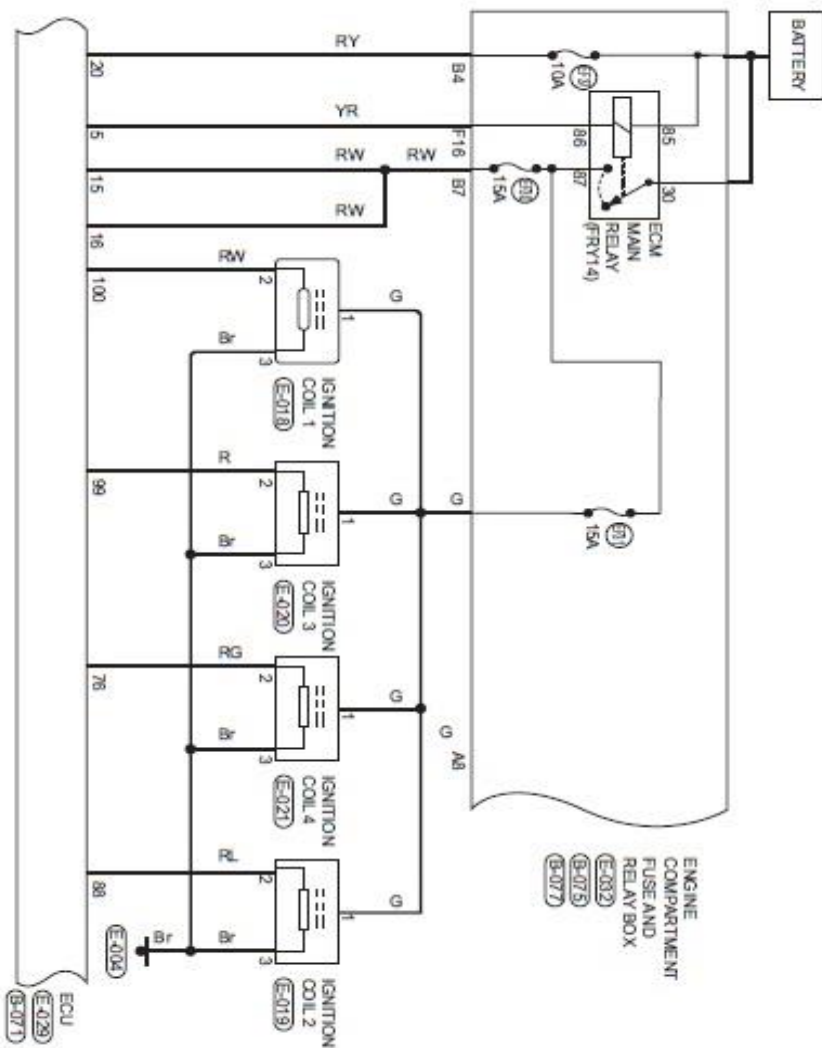 BATTERY
10A
85
86
30
87
ECM
MAIN
RELAY
(FRY14)
15A
15A
ENGINE
COMPARTMENT
FUSE AND
RELAY BOX
E-032
B-075
B-077
B4
F16
B7
A8
G
RY
YR
RW
RW
RW
G
G
G
G
G
1
2
3
IGNITION
COIL 1
E-018
1
2
3
IGNITION
COIL 3
E-020
1
2
3
IGNITION
COIL 4
E-021
1
2
3
IGNITION
COIL 2
E-019
RW
Br
R
Br
RG
Br
RL
Br
Br
E-004
20
5
15
16
100
99
76
88
ECU
E-029
B-071